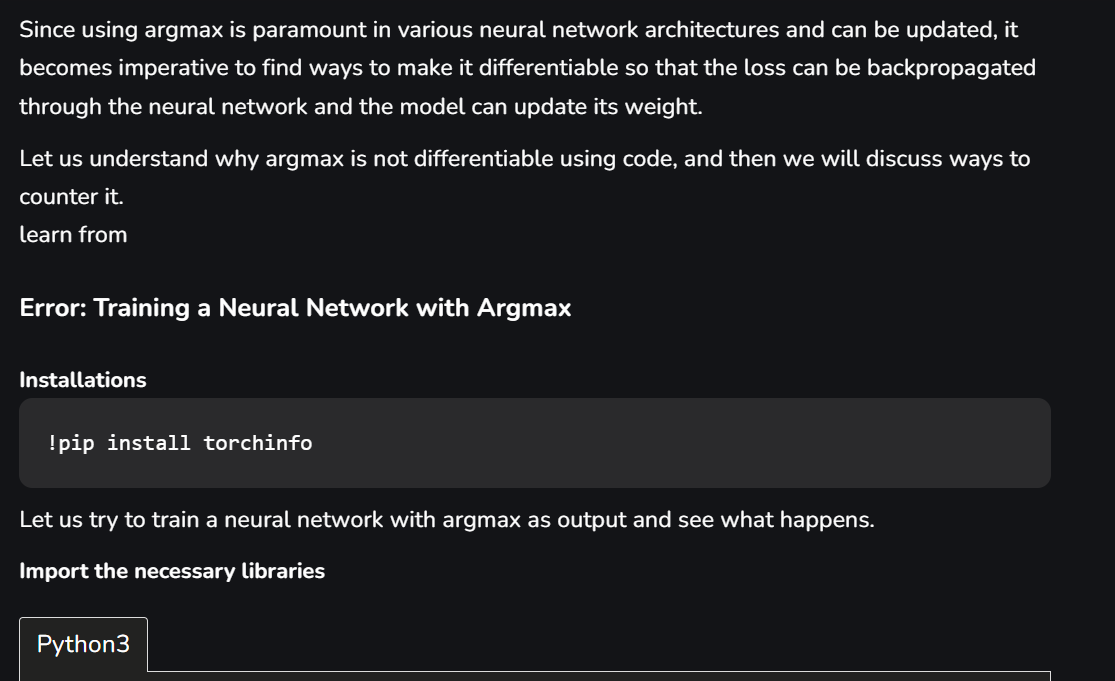 Since using argmax is paramount in various neural network architectures and can be updated, it
becomes imperative to find ways to make it differentiable so that the loss can be backpropagated
through the neural network and the model can update its weight.
Let us understand why argmax is not differentiable using code, and then we will discuss ways to
counter it.
learn from
Error: Training a Neural Network with Argmax
Installations
!pip install torchinfo
Let us try to train a neural network with argmax as output and see what happens.
Import the necessary libraries
Python3